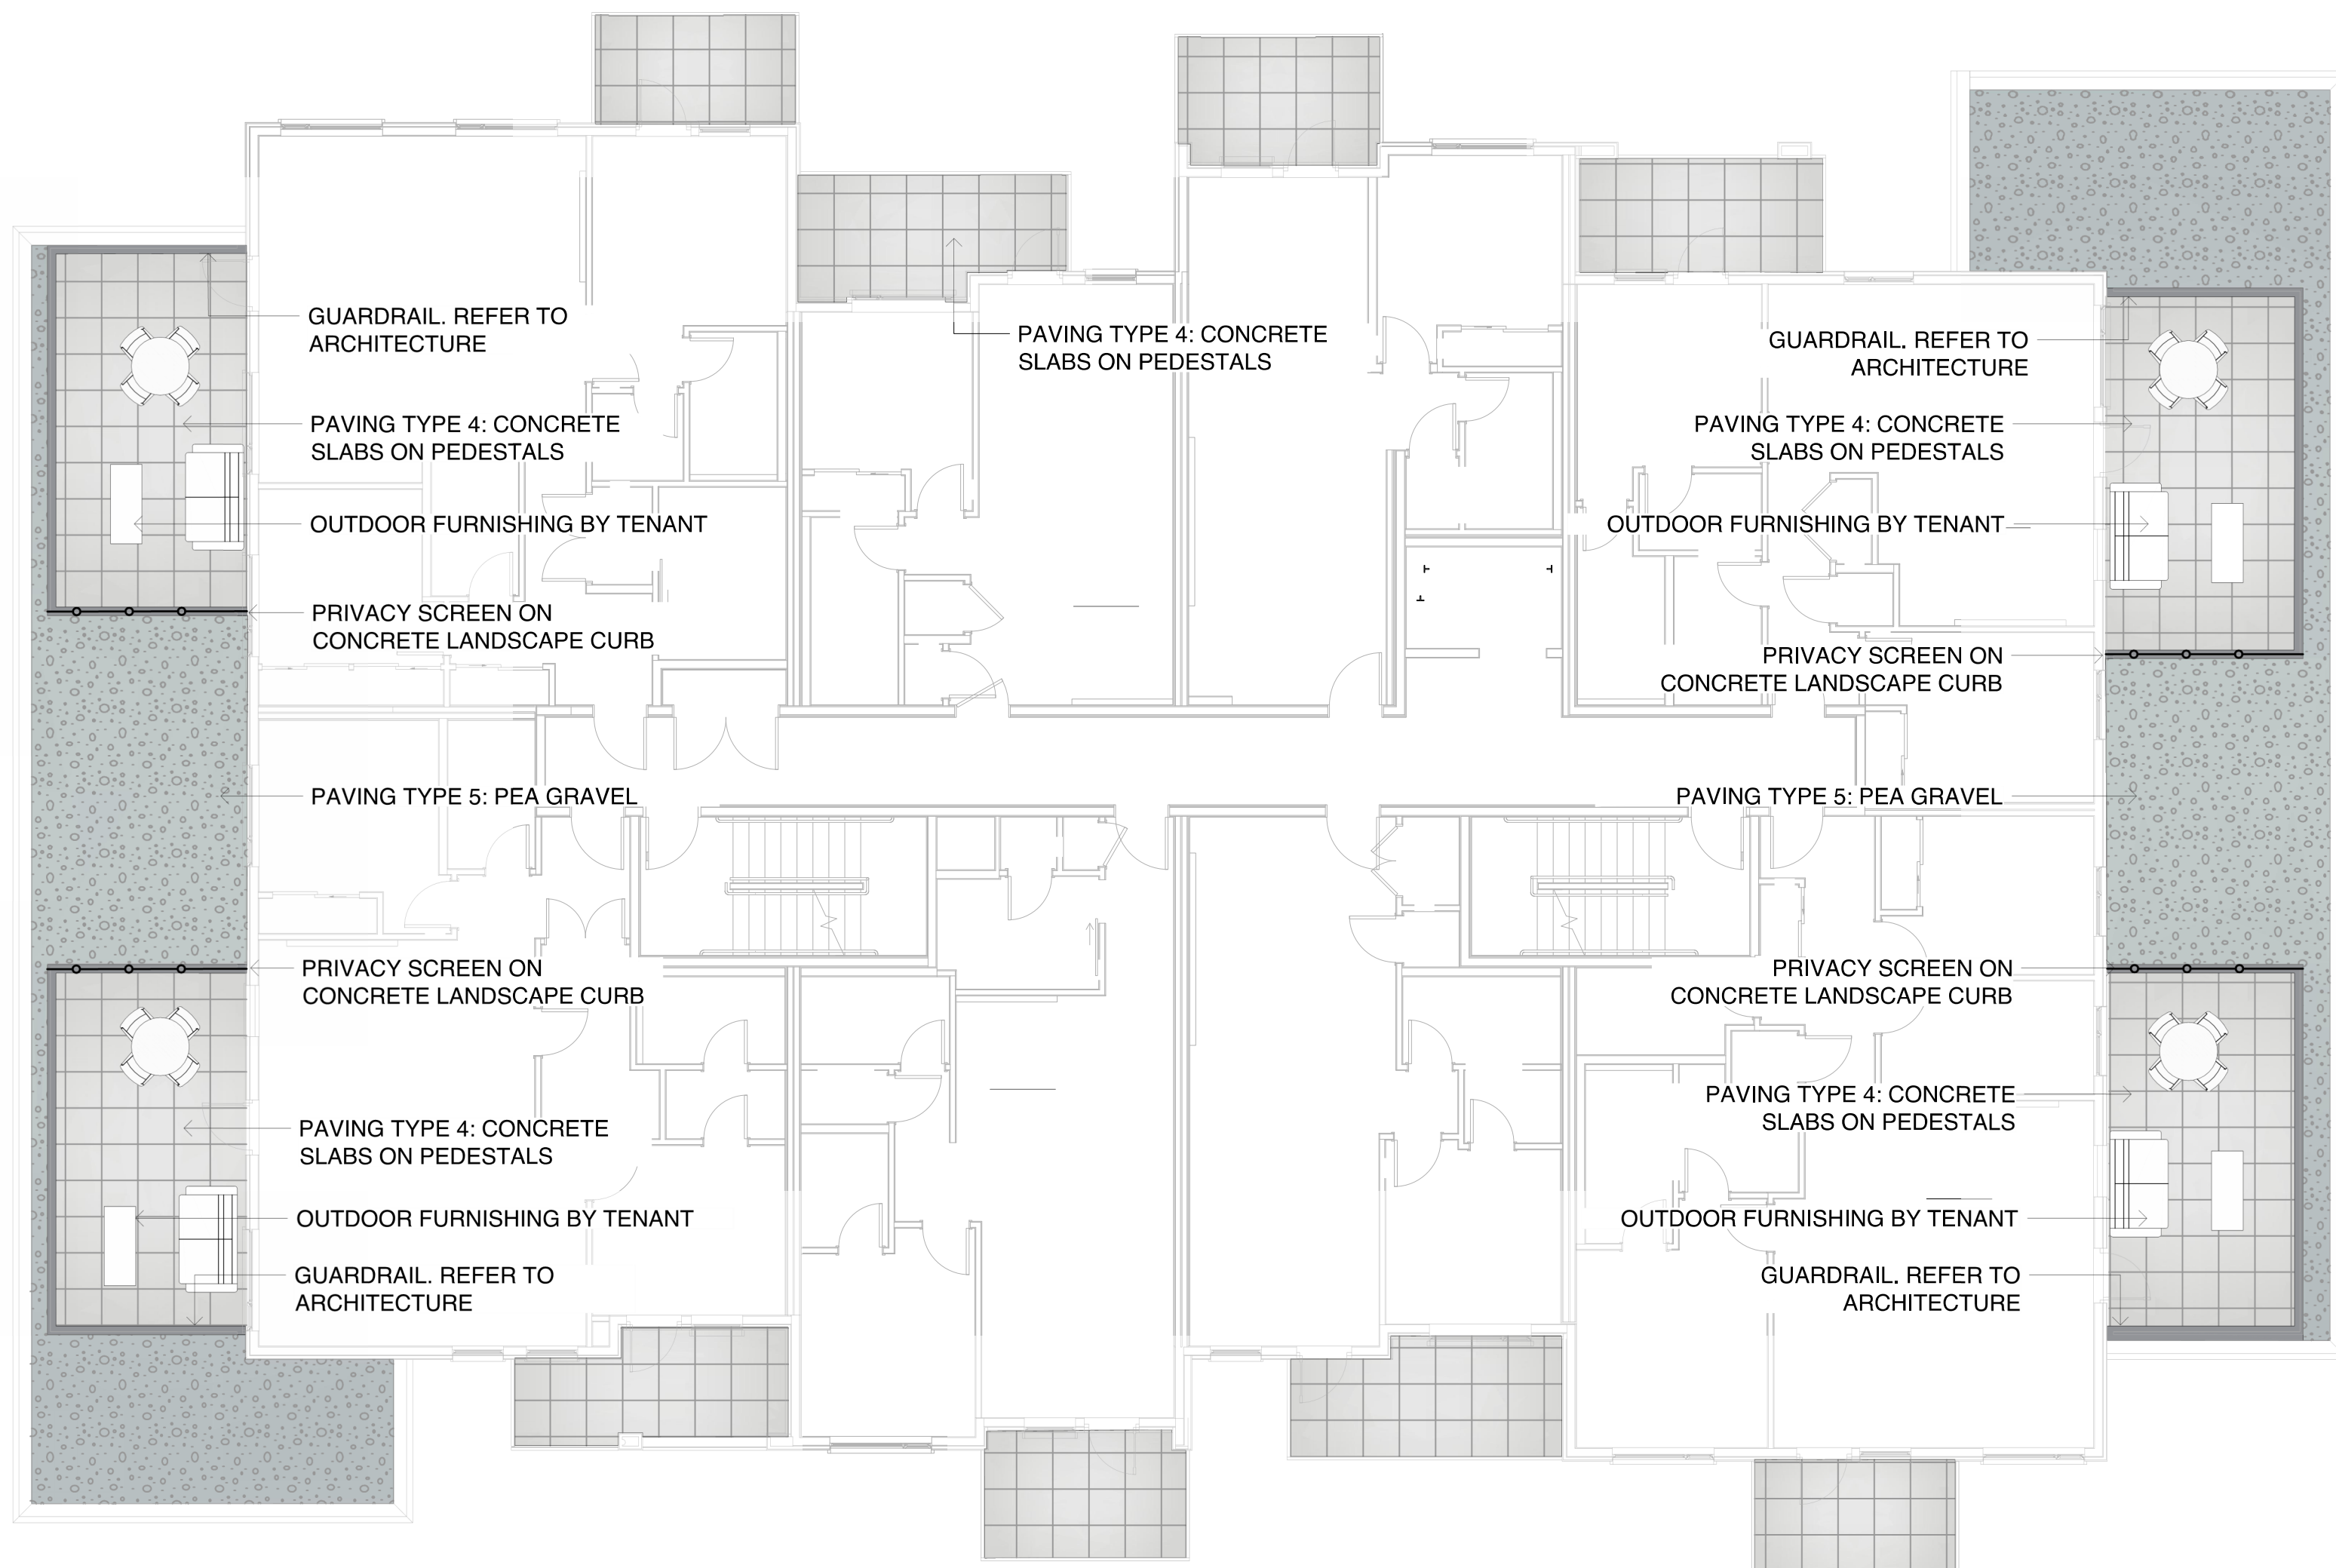 GUARDRAIL. REFER TO
ARCHITECTURE
PAVING TYPE 4: CONCRETE
SLABS ON PEDESTALS
OUTDOOR FURNISHING BY TENANT
PRIVACY SCREEN ON
CONCRETE LANDSCAPE CURB
PAVING TYPE 5: PEA GRAVEL
PRIVACY SCREEN ON
CONCRETE LANDSCAPE CURB
PAVING TYPE 4: CONCRETE
SLABS ON PEDESTALS
OUTDOOR FURNISHING BY TENANT
GUARDRAIL. REFER TO
ARCHITECTURE
PAVING TYPE 4: CONCRETE
SLABS ON PEDESTALS
GUARDRAIL. REFER TO
ARCHITECTURE
PAVING TYPE 4: CONCRETE
SLABS ON PEDESTALS
OUTDOOR FURNISHING BY TENANT
PRIVACY SCREEN ON
CONCRETE LANDSCAPE CURB
PAVING TYPE 5: PEA GRAVEL
PRIVACY SCREEN ON
CONCRETE LANDSCAPE CURB
PAVING TYPE 4: CONCRETE
SLABS ON PEDESTALS
OUTDOOR FURNISHING BY TENANT
GUARDRAIL. REFER TO
ARCHITECTURE